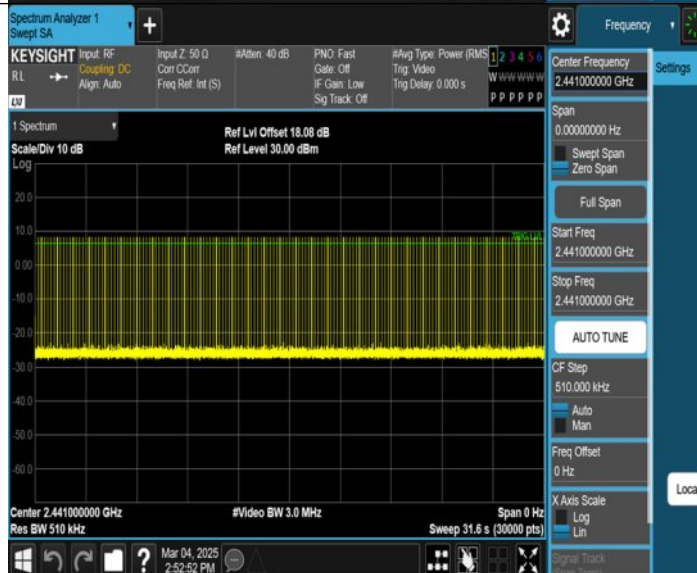 Spectrum Analyzer 1
Swept SA
+
Frequency
KEYSIGHT
RL
LXI
Input: RF
Coupling: DC
Align: Auto
Input Z: 50 Ω
Corr CCorr
Freq Ref: Int (S)
#Atten: 40 dB
PNO: Fast
Gate: Off
IF Gain: Low
Sig Track: Off
#Avg Type: Power (RMS
Trig: Video
Trig Delay: 0.000 s
1 2 3 4 5 6
W W W W W W
P P P P P P
1 Spectrum
Scale/Div 10 dB
Log
Ref Lvl Offset 18.08 dB
Ref Level 30.00 dBm
20.0
10.0
0.00
-10.0
-20.0
-30.0
-40.0
-50.0
-60.0
TRIG LVL
Center 2.441000000 GHz
Res BW 510 kHz
#Video BW 3.0 MHz
Span 0 Hz
Sweep 31.6 s (30000 pts)
?
Mar 04, 2025
2:52:52 PM
Center Frequency
2.441000000 GHz
Span
0.00000000 Hz
Swept Span
Zero Span
Full Span
Start Freq
2.441000000 GHz
Stop Freq
2.441000000 GHz
AUTO TUNE
CF Step
510.000 kHz
Auto
Man
Freq Offset
0 Hz
X Axis Scale
Log
Lin
Signal Track
Settings
Loca